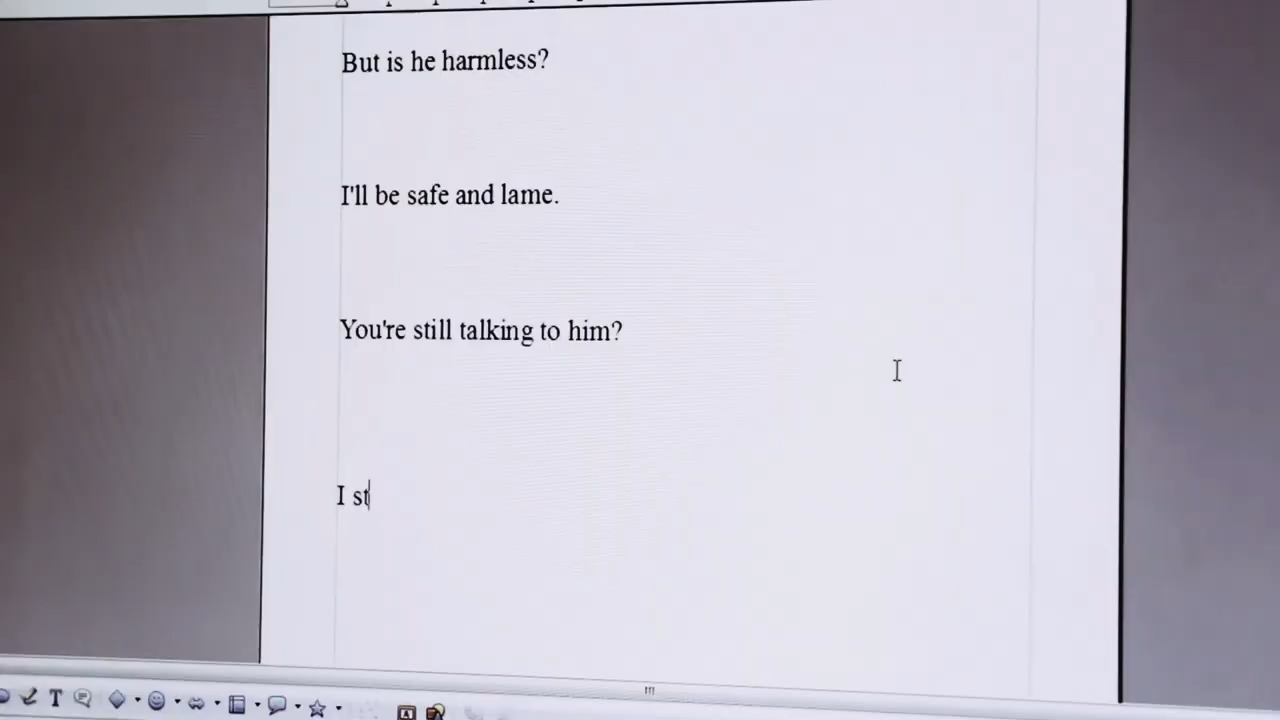 But is he harmless?
I'll be safe and lame.
You're still talking to him?
I st